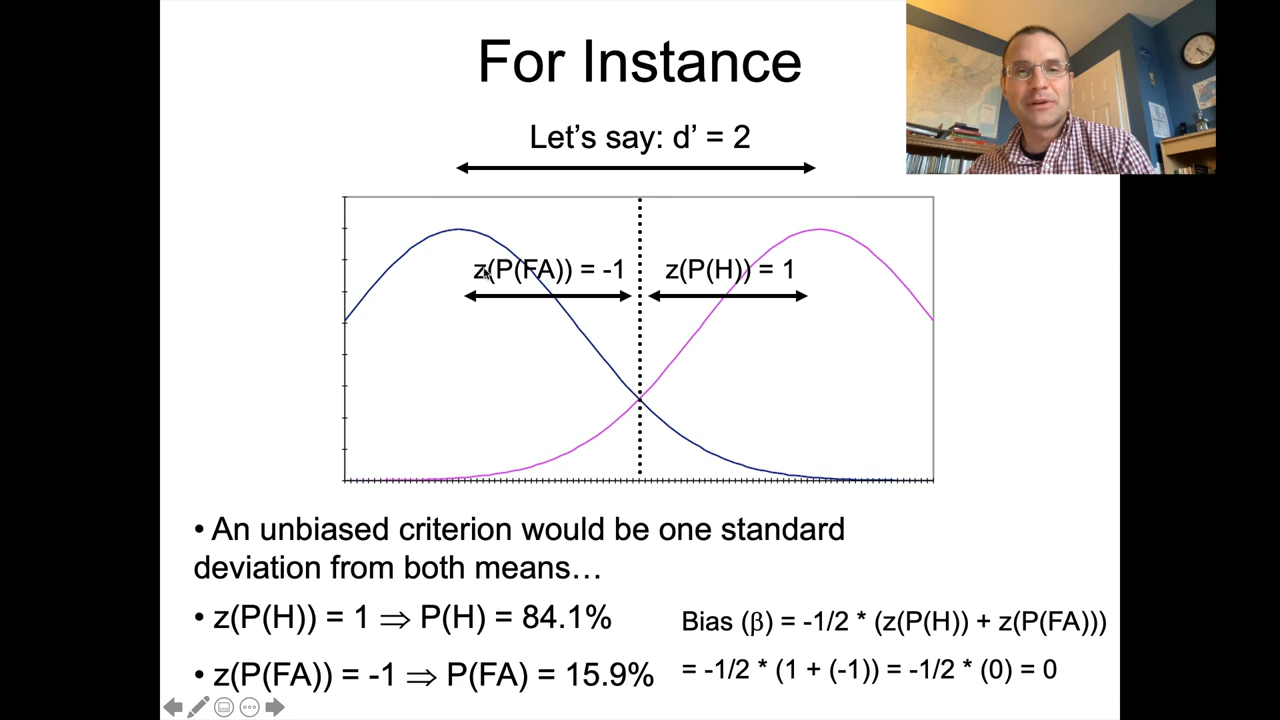 For Instance
Let’s say: d’ = 2
z(P(FA)) = -1
z(P(H)) = 1
• An unbiased criterion would be one standard
deviation from both means…
• z(P(H)) = 1 ⇒ P(H) = 84.1%
• z(P(FA)) = -1 ⇒ P(FA) = 15.9%
Bias (β) = -1/2 * (z(P(H)) + z(P(FA)))
= -1/2 * (1 + (-1)) = -1/2 * (0) = 0